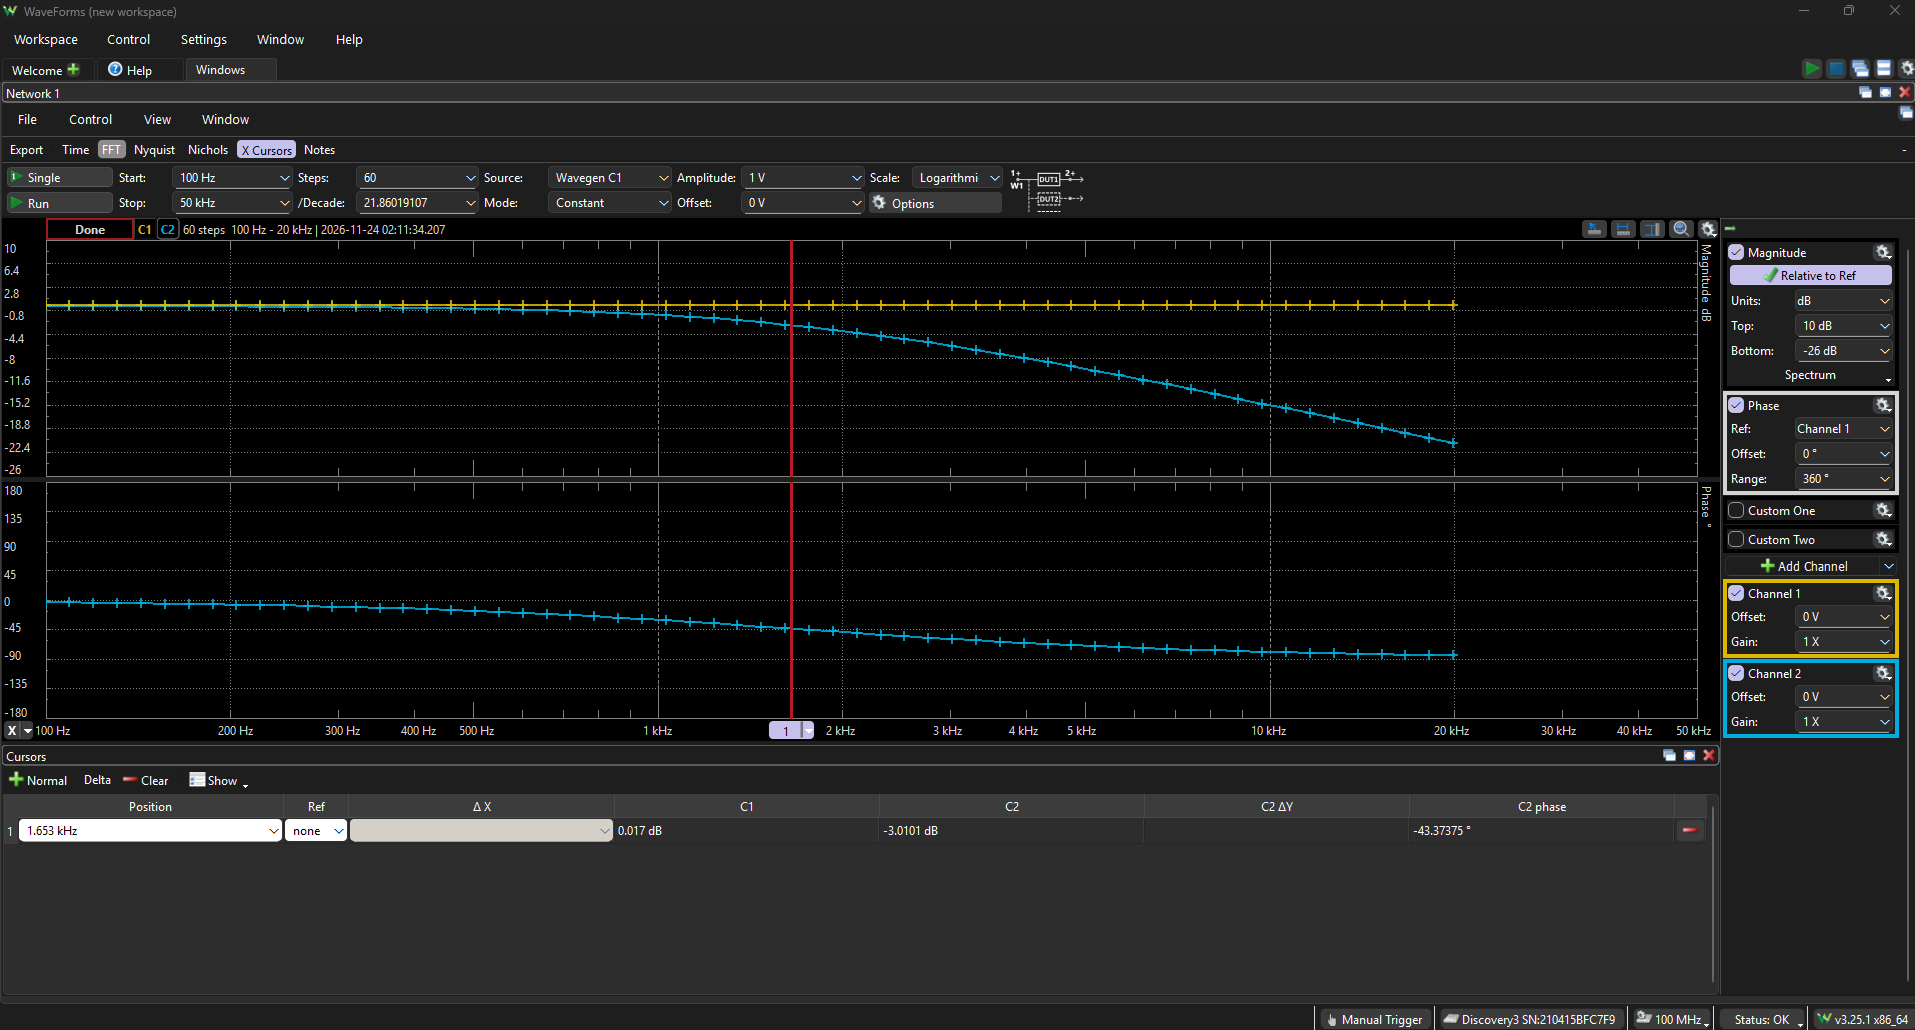 WaveForms (new workspace)
Workspace Control Settings Window Help
Welcome Help Windows
Network 1
File Control View Window
Export Time FFT Nyquist Nichols X Cursors Notes
Single Start: 100 Hz Steps: 60 Source: Wavegen C1 Amplitude: 1 V Scale: Logarithmi 1+ W1 DUT1 2+
Run Stop: 50 kHz /Decade: 21.86019107 Mode: Constant Offset: 0 V Options DUT2
Done C1 C2 60 steps 100 Hz - 20 kHz | 2026-11-24 02:11:34.207
10
6.4
2.8
-0.8
-4.4
-8
-11.6
-15.2
-18.8
-22.4
-26
Magnitude dB
180
135
90
45
0
-45
-90
-135
-180
Phase °
X 100 Hz 200 Hz 300 Hz 400 Hz 500 Hz 1 kHz 1 2 kHz 3 kHz 4 kHz 5 kHz 10 kHz 20 kHz 30 kHz 40 kHz 50 kHz
Magnitude
Relative to Ref
Units: dB
Top: 10 dB
Bottom: -26 dB
Spectrum
Phase
Ref: Channel 1
Offset: 0 °
Range: 360 °
Custom One
Custom Two
Add Channel
Channel 1
Offset: 0 V
Gain: 1 X
Channel 2
Offset: 0 V
Gain: 1 X
Cursors
Normal Delta Clear Show
Position Ref Δ X C1 C2 C2 ΔY C2 phase
1 1.653 kHz none 0.017 dB -3.0101 dB -43.37375 °
Manual Trigger Discovery3 SN:210415BFC7F9 100 MHz Status: OK v3.25.1 x86_64